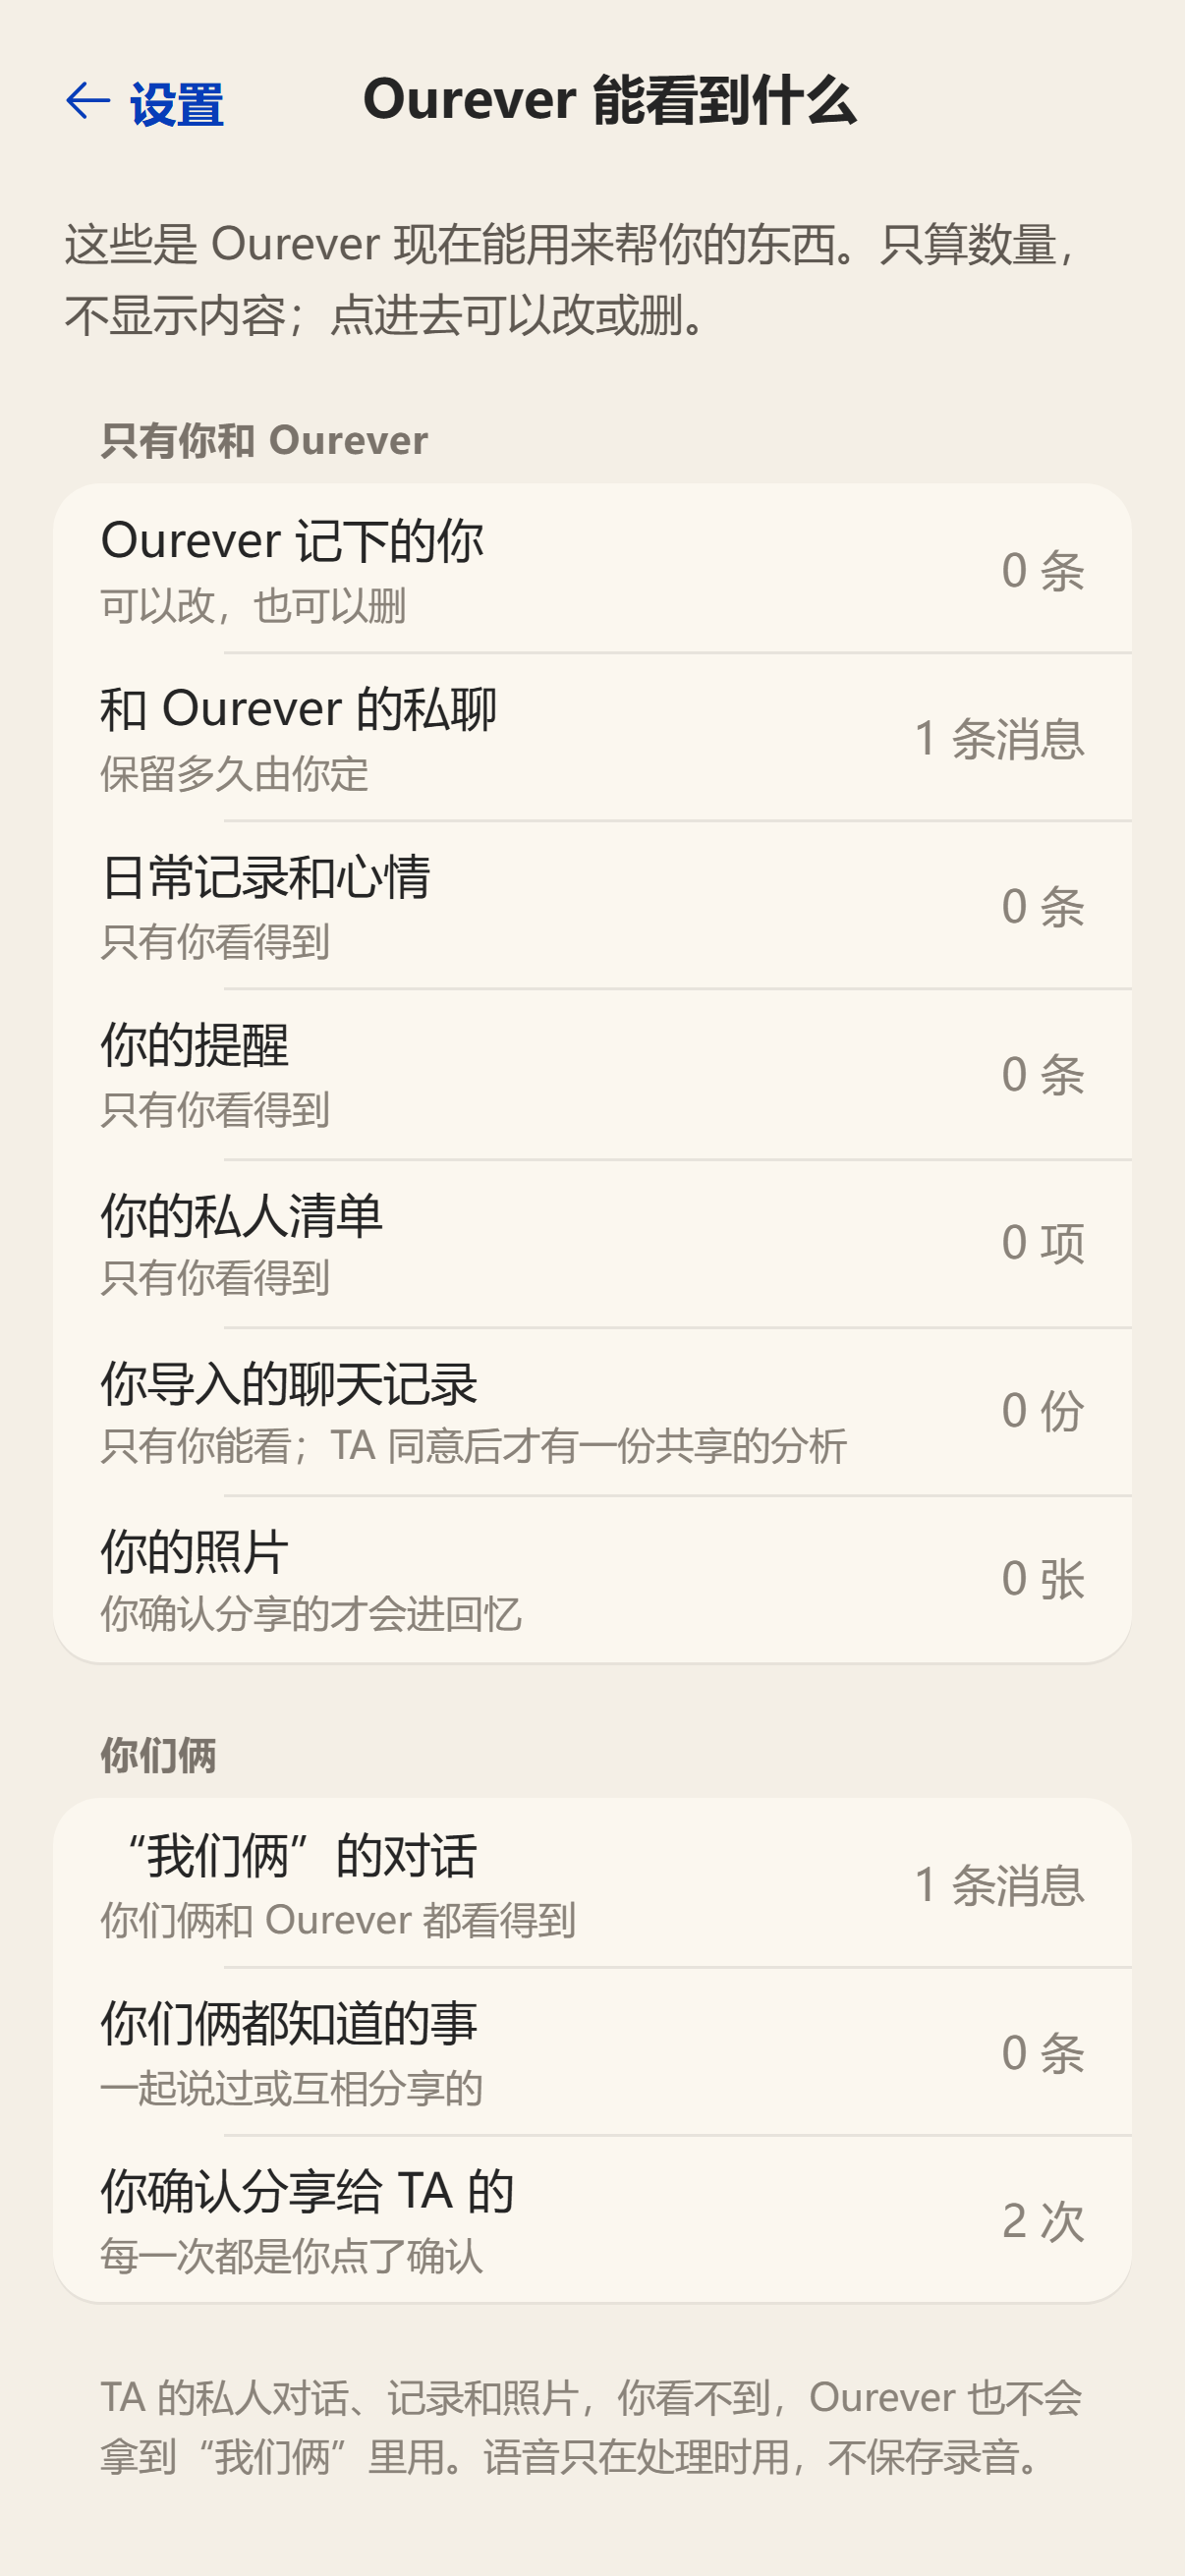 设置
Ourever 能看到什么
这些是 Ourever 现在能用来帮你的东西。只算数量，
不显示内容；点进去可以改或删。
只有你和 Ourever
Ourever 记下的你
可以改，也可以删
0 条
和 Ourever 的私聊
保留多久由你定
1 条消息
日常记录和心情
只有你看得到
0 条
你的提醒
只有你看得到
0 条
你的私人清单
只有你看得到
0 项
你导入的聊天记录
只有你能看；TA 同意后才有一份共享的分析
0 份
你的照片
你确认分享的才会进回忆
0 张
你们俩
“我们俩”的对话
你们俩和 Ourever 都看得到
1 条消息
你们俩都知道的事
一起说过或互相分享的
0 条
你确认分享给 TA 的
每一次都是你点了确认
2 次
TA 的私人对话、记录和照片，你看不到，Ourever 也不会
拿到“我们俩”里用。语音只在处理时用，不保存录音。